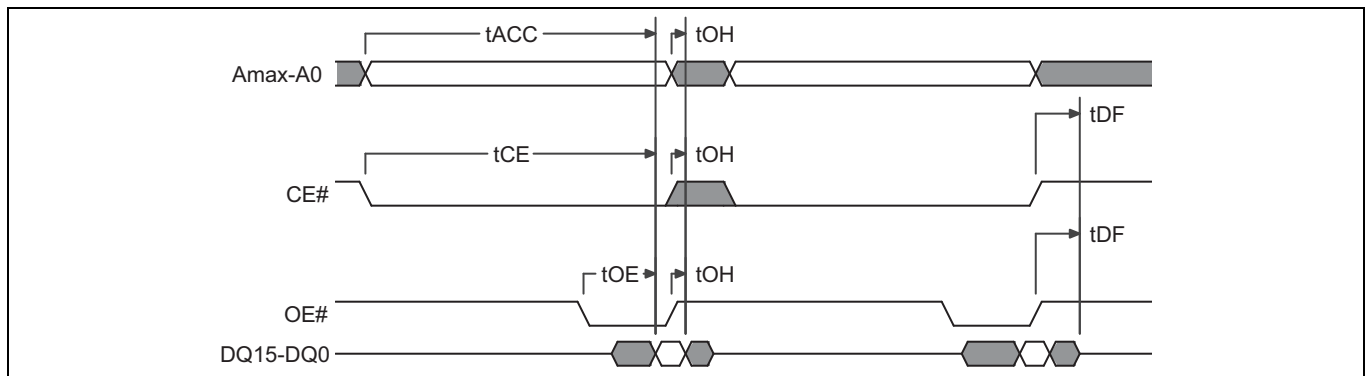 tACC tOH
Amax-A0
tDF
tCE tOH
CE#
tDF
tOE tOH
OE#
DQ15-DQ0